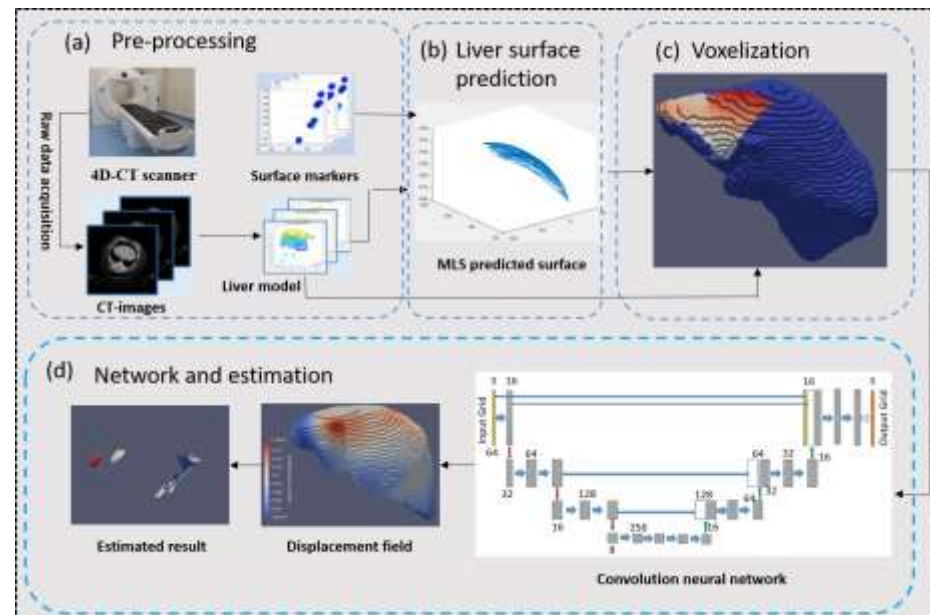 (a) Pre-processing
Raw data acquisition
4D-CT scanner
Surface markers
CT-images
Liver model
(b) Liver surface
prediction
MLS predicted surface
(c) Voxelization
(d) Network and estimation
Estimated result
Displacement field
3 16
Input Grid
64
16 3
Output Grid
16
64
32
64 32
32
128
16
128
64
256
8
16
Convolution neural network